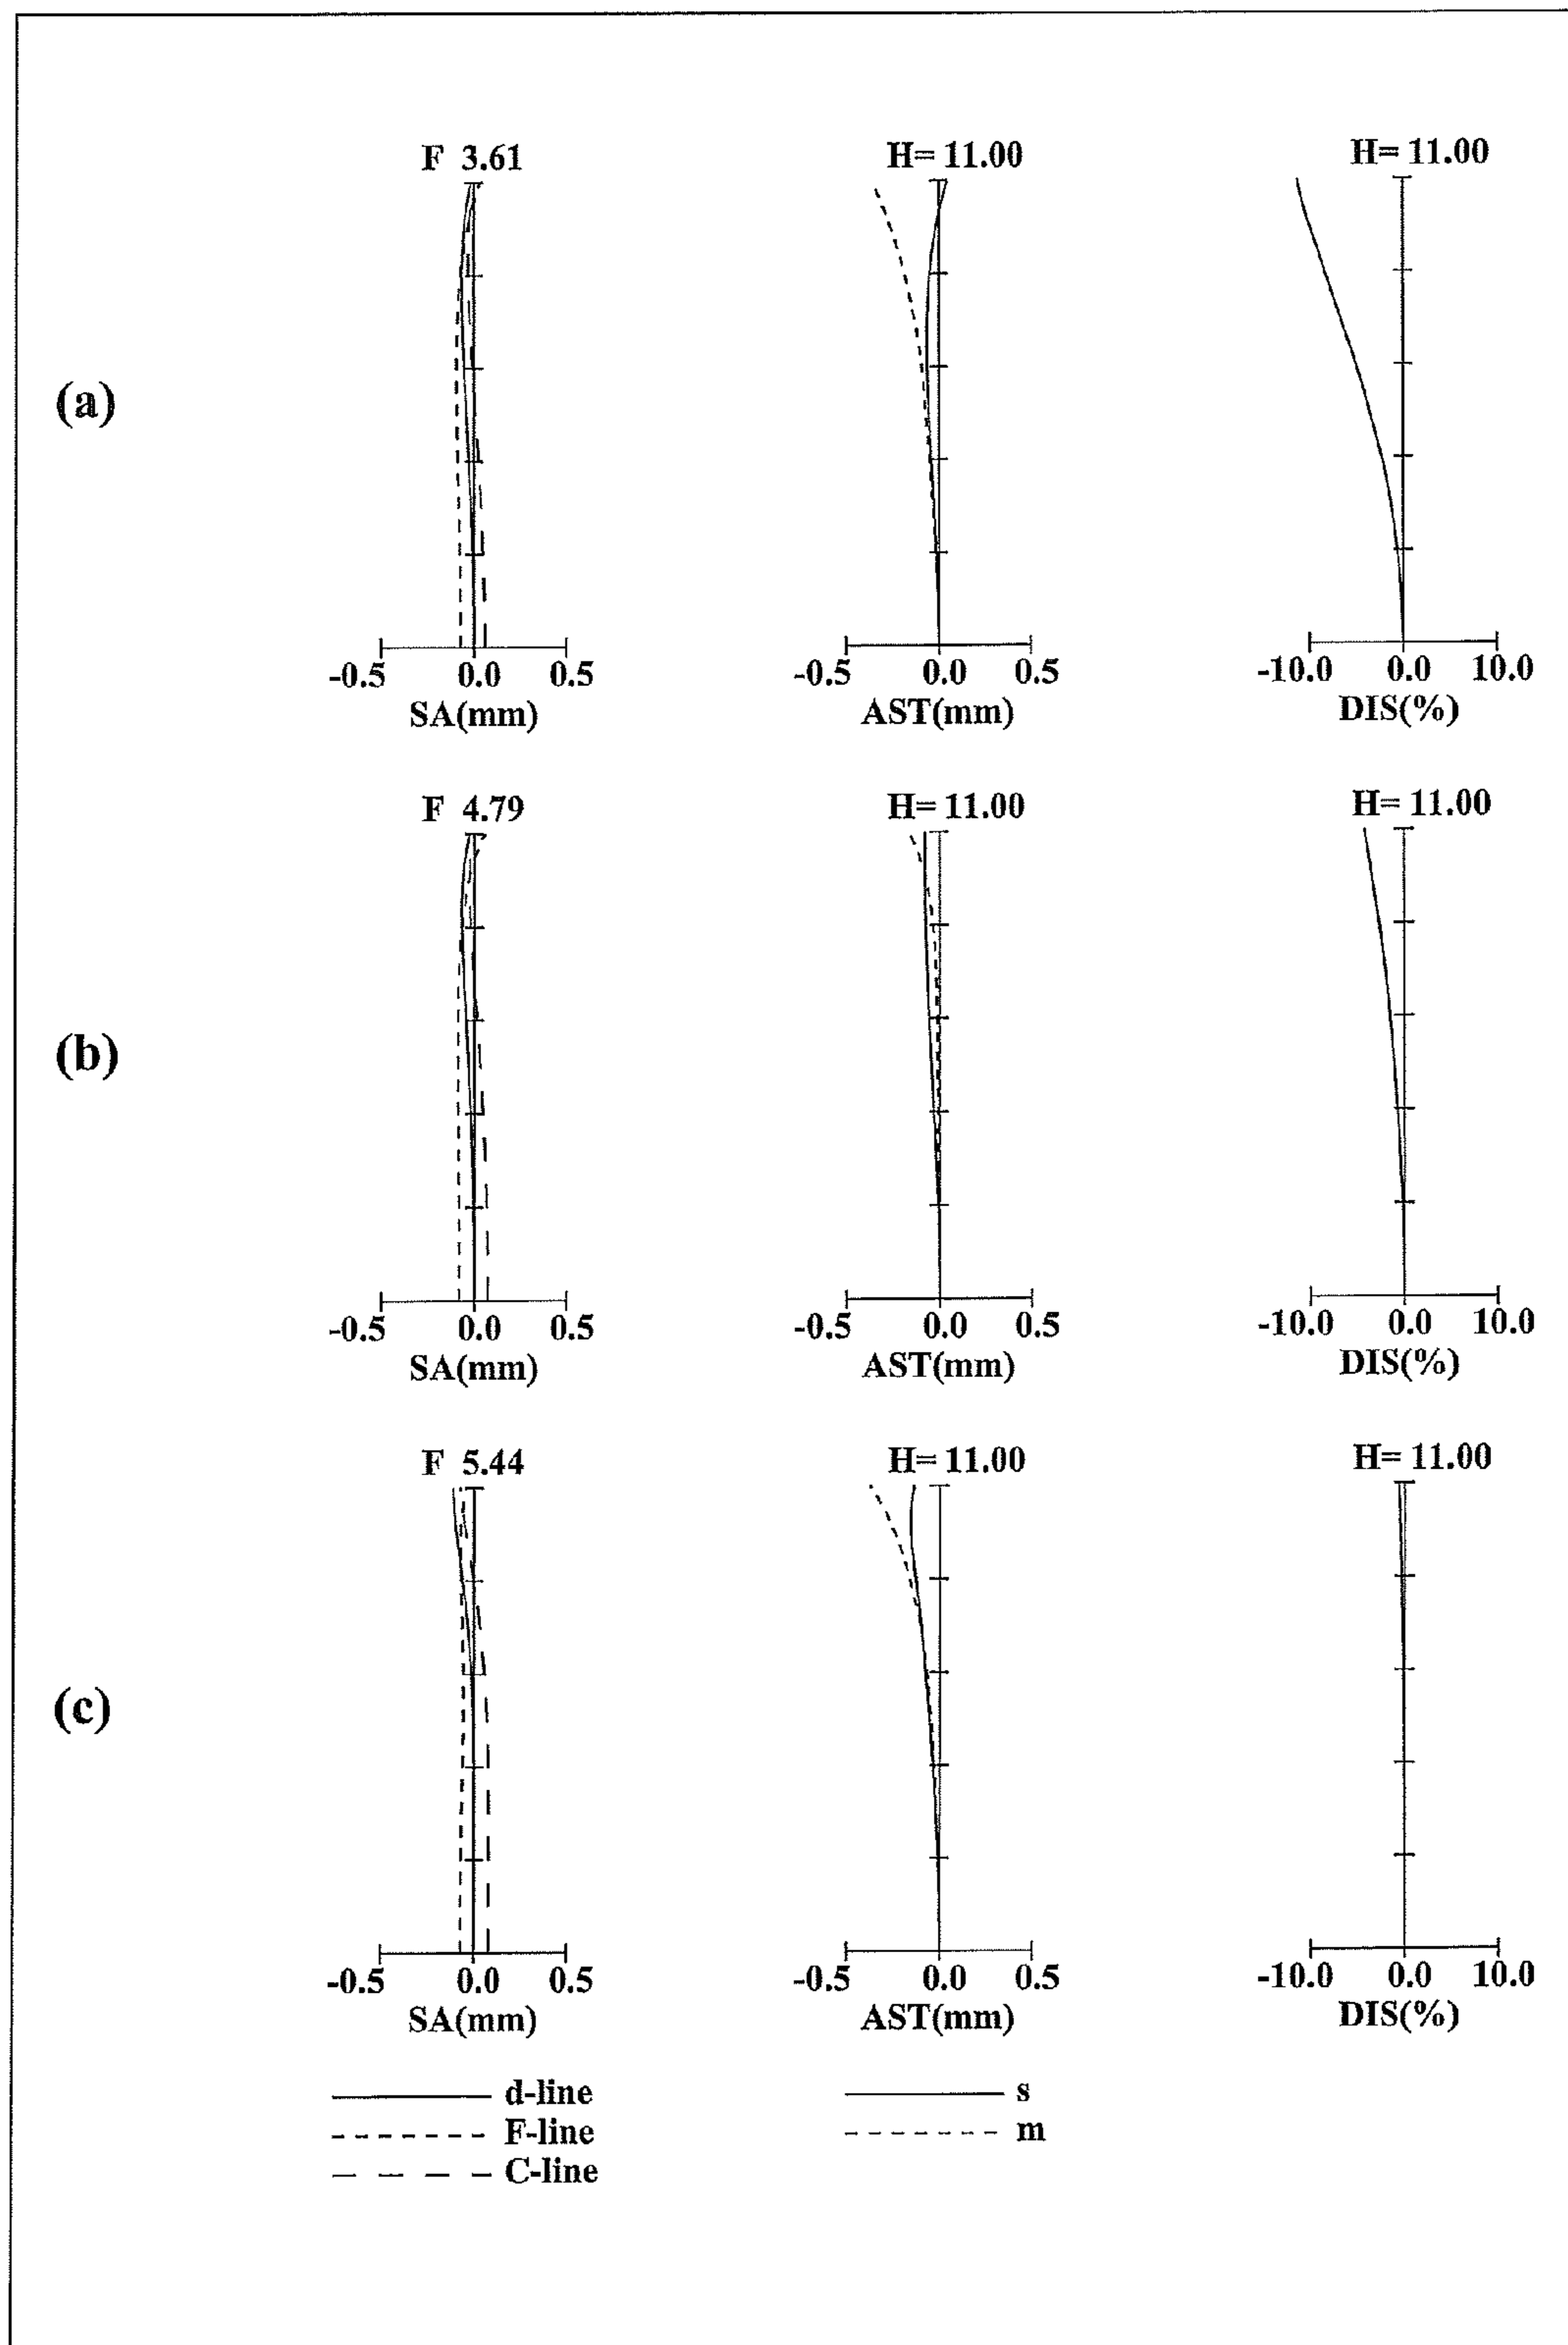 F 3.61
H= 11.00
H= 11.00
(a)
-0.5 0.0 0.5
SA(mm)
-0.5 0.0 0.5
AST(mm)
-10.0 0.0 10.0
DIS(%)
F 4.79
H= 11.00
H= 11.00
(b)
-0.5 0.0 0.5
SA(mm)
-0.5 0.0 0.5
AST(mm)
-10.0 0.0 10.0
DIS(%)
F 5.44
H= 11.00
H= 11.00
(c)
-0.5 0.0 0.5
SA(mm)
-0.5 0.0 0.5
AST(mm)
-10.0 0.0 10.0
DIS(%)
d-line
F-line
C-line
s
m